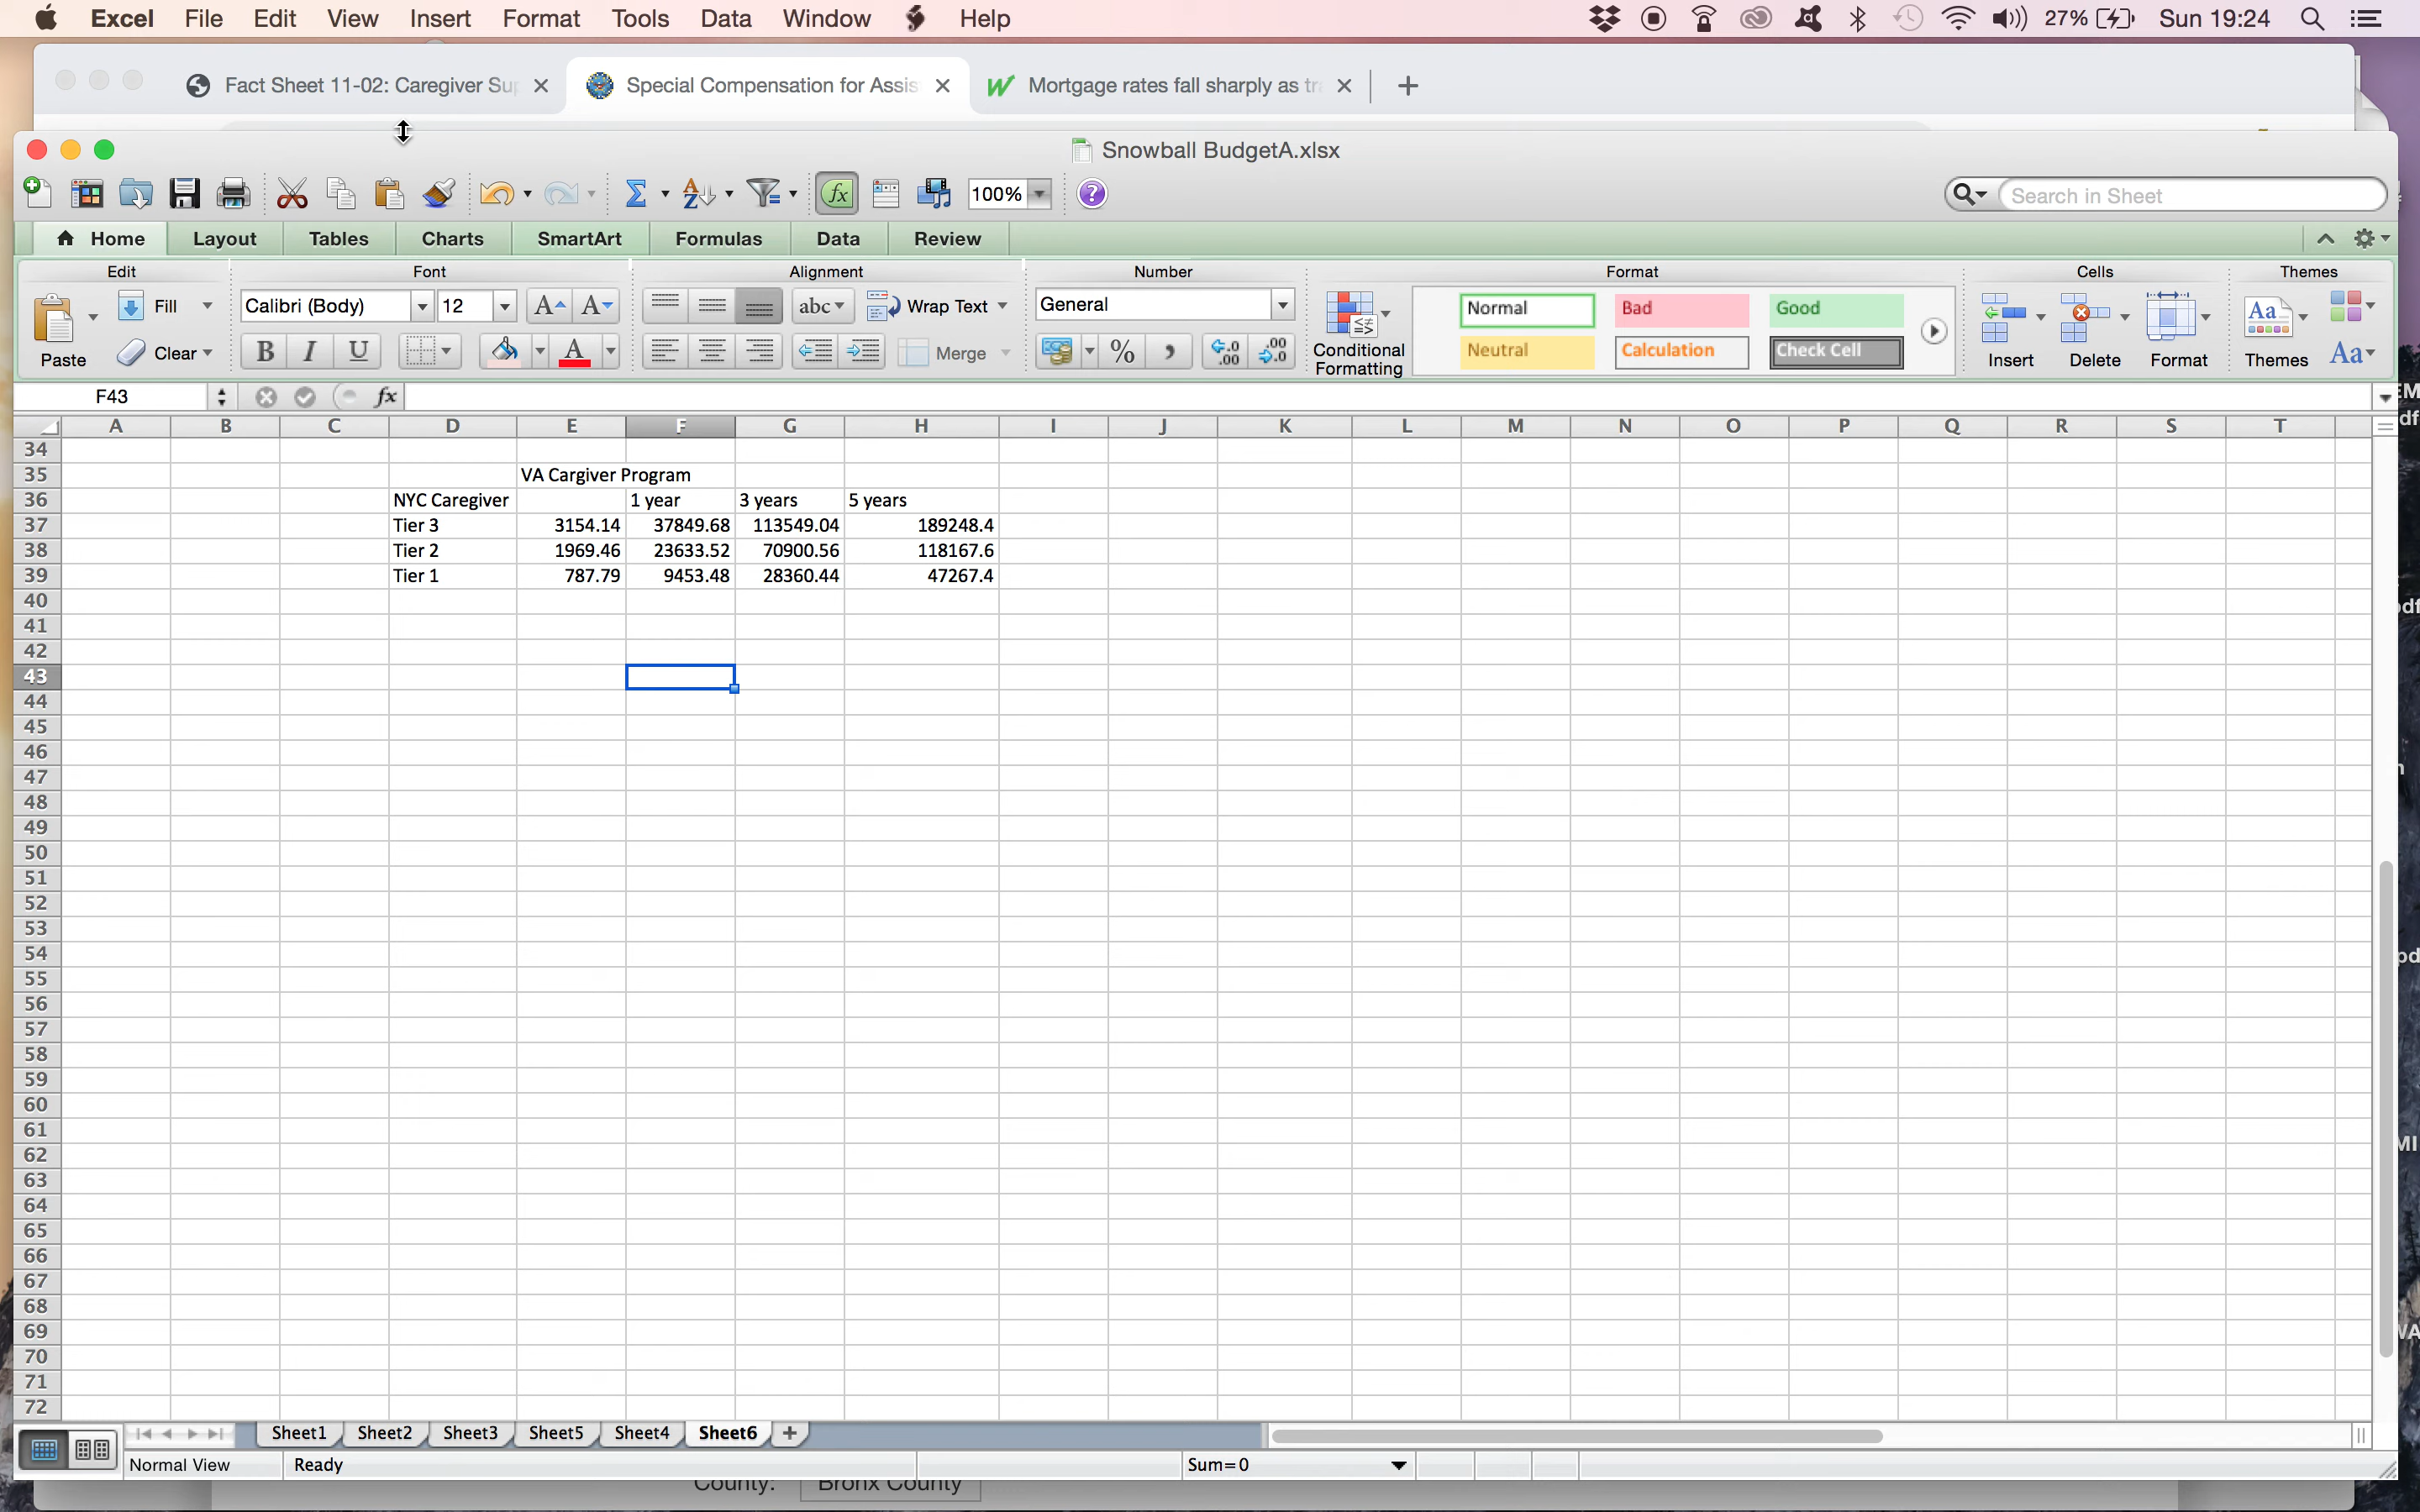 Excel File Edit View Insert Format Tools Data Window Help 27% Sun 19:24
Fact Sheet 11-02: Caregiver Su Special Compensation for Assis Mortgage rates fall sharply as tr
Snowball BudgetA.xlsx
100% Search in Sheet
Home Layout Tables Charts SmartArt Formulas Data Review
Edit Font Alignment Number Format Cells Themes
Fill Calibri (Body) 12 abc Wrap Text General Normal Bad Good
Paste Clear B I U A Merge % Conditional Formatting Neutral Calculation Check Cell Insert Delete Format Themes Aa
F43 fx
A B C D E F G H I J K L M N O P Q R S T
34
35 VA Cargiver Program
36 NYC Caregiver 1 year 3 years 5 years
37 Tier 3 3154.14 37849.68 113549.04 189248.4
38 Tier 2 1969.46 23633.52 70900.56 118167.6
39 Tier 1 787.79 9453.48 28360.44 47267.4
40
41
42
43
44
45
46
47
48
49
50
51
52
53
54
55
56
57
58
59
60
61
62
63
64
65
66
67
68
69
70
71
72
Sheet1 Sheet2 Sheet3 Sheet5 Sheet4 Sheet6
Normal View Ready Sum=0
County: Bronx County